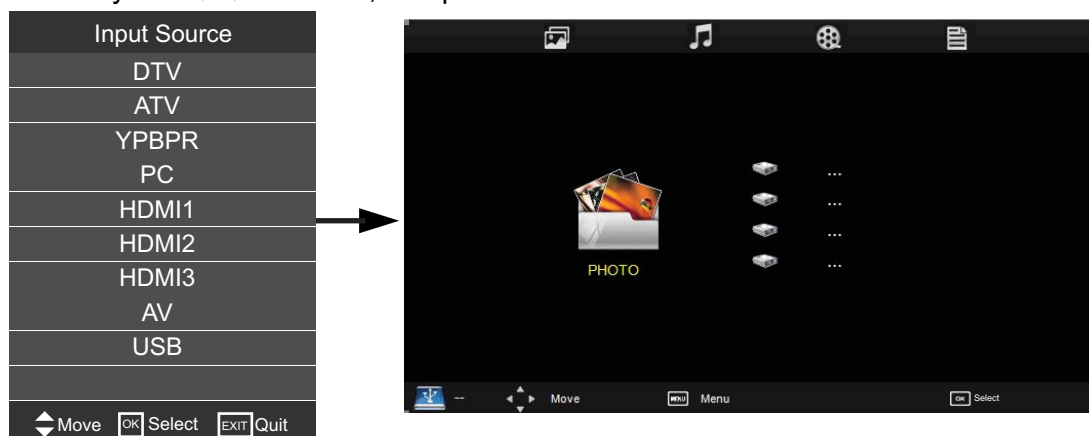 Input Source
DTV
ATV
YPBPR
PC
HDMI1
HDMI2
HDMI3
AV
USB
Move OK Select EXIT Quit
PHOTO
...
...
...
...
-- Move MENU Menu OK Select